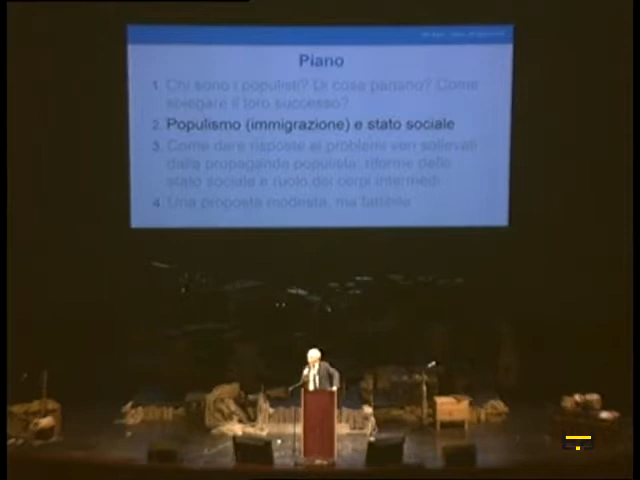 Piano
1. Chi sono i populisti? Di cosa parlano? Come
spiegare il loro successo?
2. Populismo (immigrazione) e stato sociale
3. Come dare risposte ai problemi veri sollevati
dalla propaganda populista: riforme dello
stato sociale e ruolo dei corpi intermedi
4. Una proposta modesta, ma fattibile